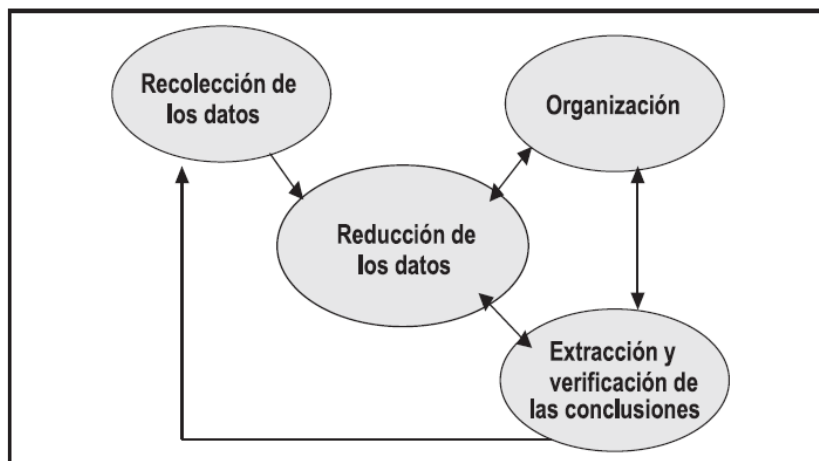 Recolección de
los datos
Organización
Reducción de
los datos
Extracción y
verificación de
las conclusiones